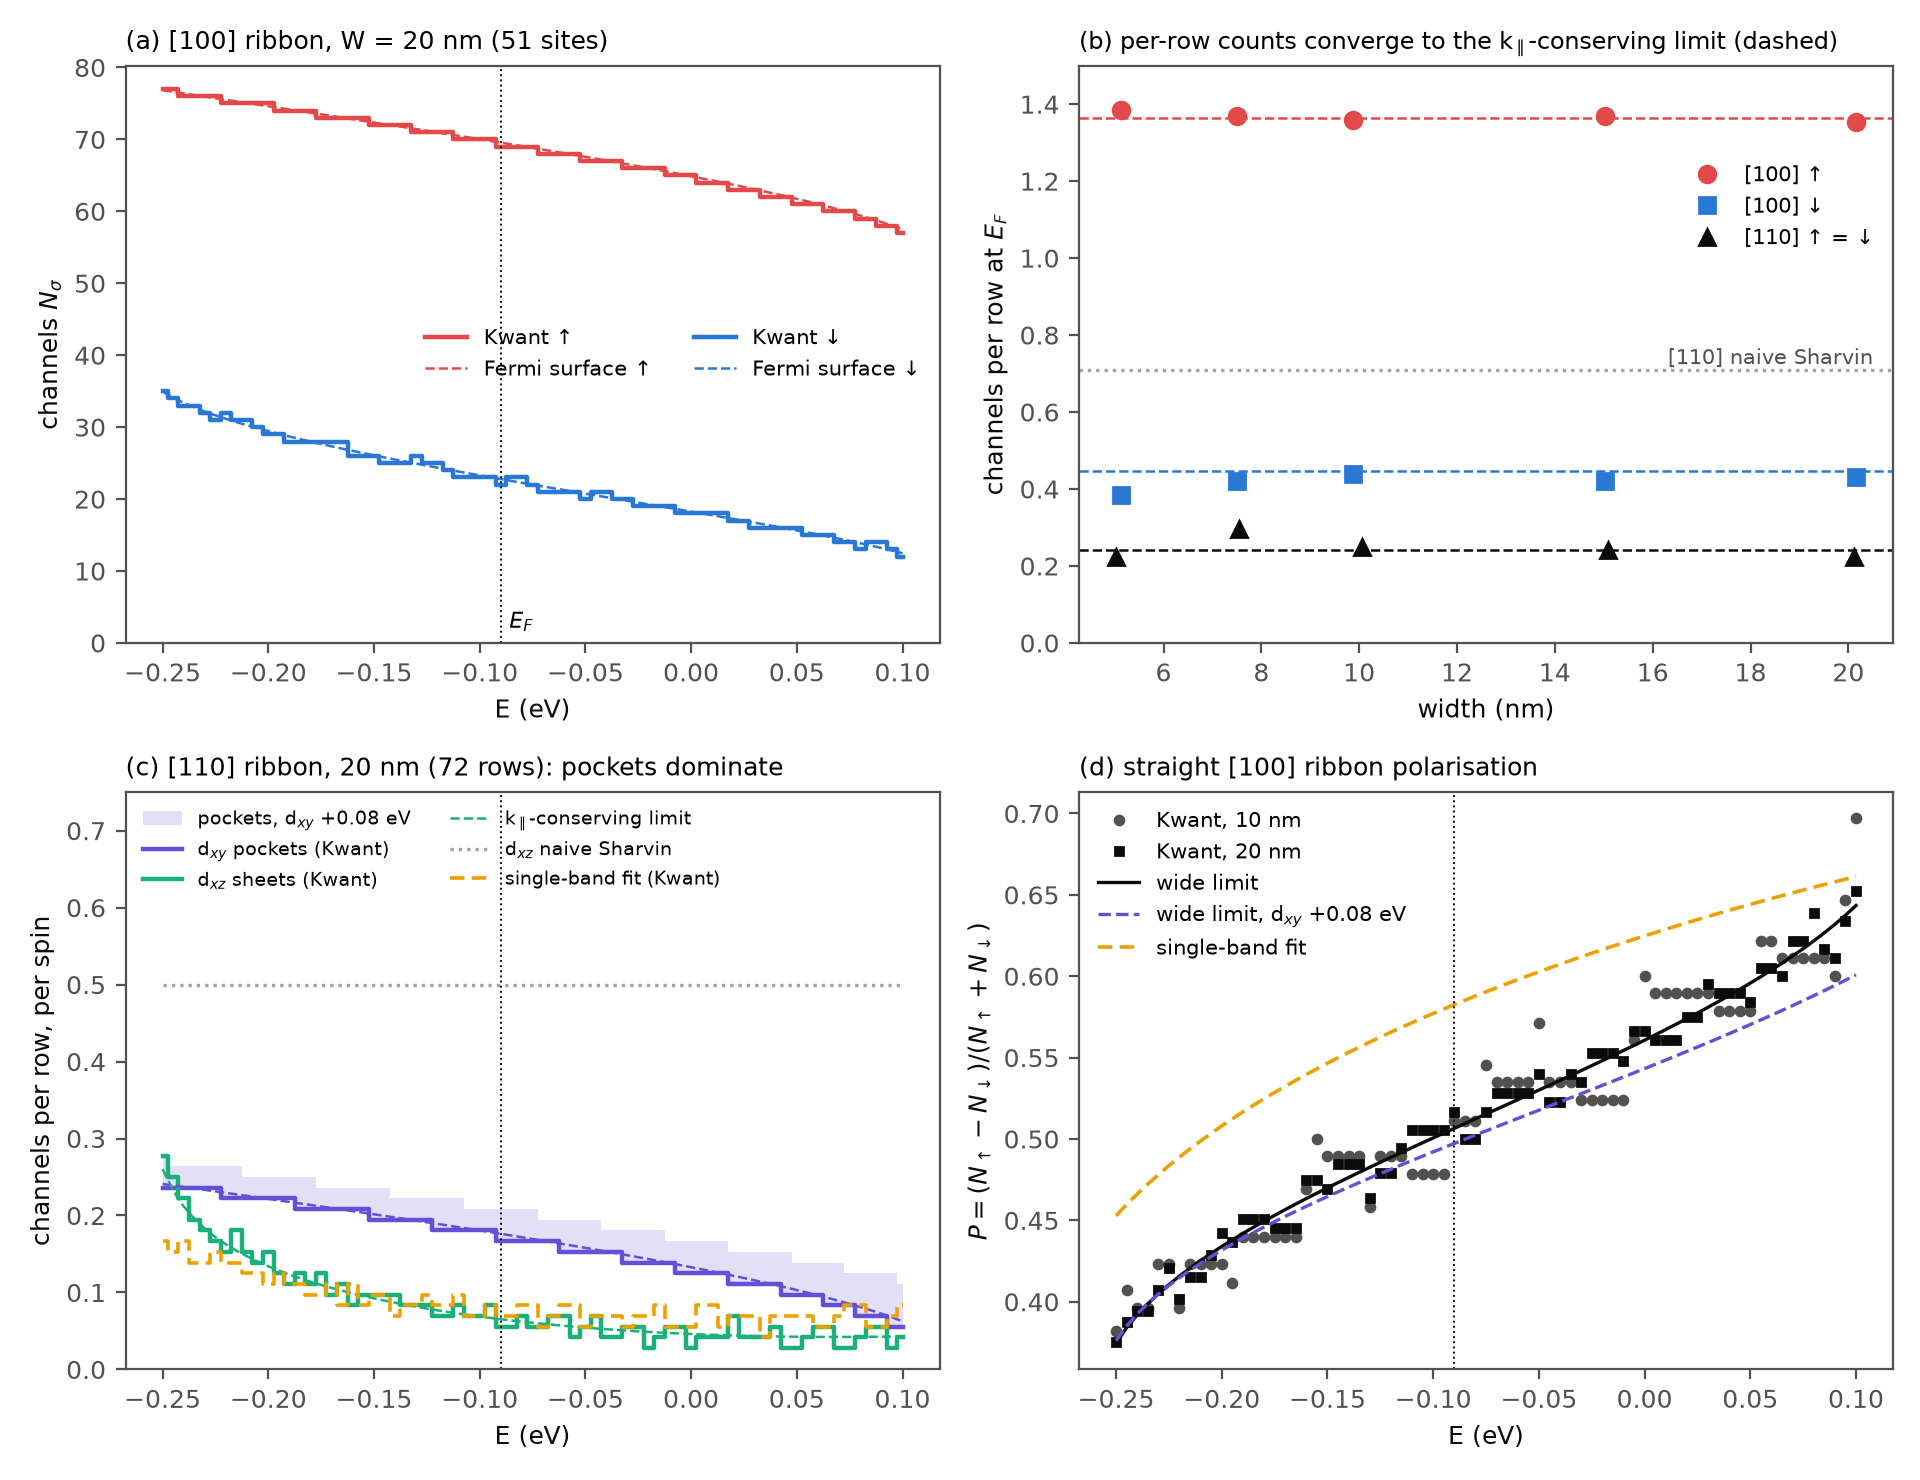 (a) [100] ribbon, W = 20 nm (51 sites)
80
70
60
50
40
30
20
10
0
channels Nσ
Kwant ↑
Fermi surface ↑
Kwant ↓
Fermi surface ↓
EF
−0.25 −0.20 −0.15 −0.10 −0.05 0.00 0.05 0.10
E (eV)
(b) per-row counts converge to the k∥-conserving limit (dashed)
1.4
1.2
1.0
0.8
0.6
0.4
0.2
0.0
channels per row at EF
[100] ↑
[100] ↓
[110] ↑ = ↓
[110] naive Sharvin
6 8 10 12 14 16 18 20
width (nm)
(c) [110] ribbon, 20 nm (72 rows): pockets dominate
0.7
0.6
0.5
0.4
0.3
0.2
0.1
0.0
channels per row, per spin
pockets, dxy +0.08 eV
dxy pockets (Kwant)
dxz sheets (Kwant)
k∥-conserving limit
dxz naive Sharvin
single-band fit (Kwant)
−0.25 −0.20 −0.15 −0.10 −0.05 0.00 0.05 0.10
E (eV)
(d) straight [100] ribbon polarisation
0.70
0.65
0.60
0.55
0.50
0.45
0.40
P = (N↑ − N↓)/(N↑ + N↓)
Kwant, 10 nm
Kwant, 20 nm
wide limit
wide limit, dxy +0.08 eV
single-band fit
−0.25 −0.20 −0.15 −0.10 −0.05 0.00 0.05 0.10
E (eV)